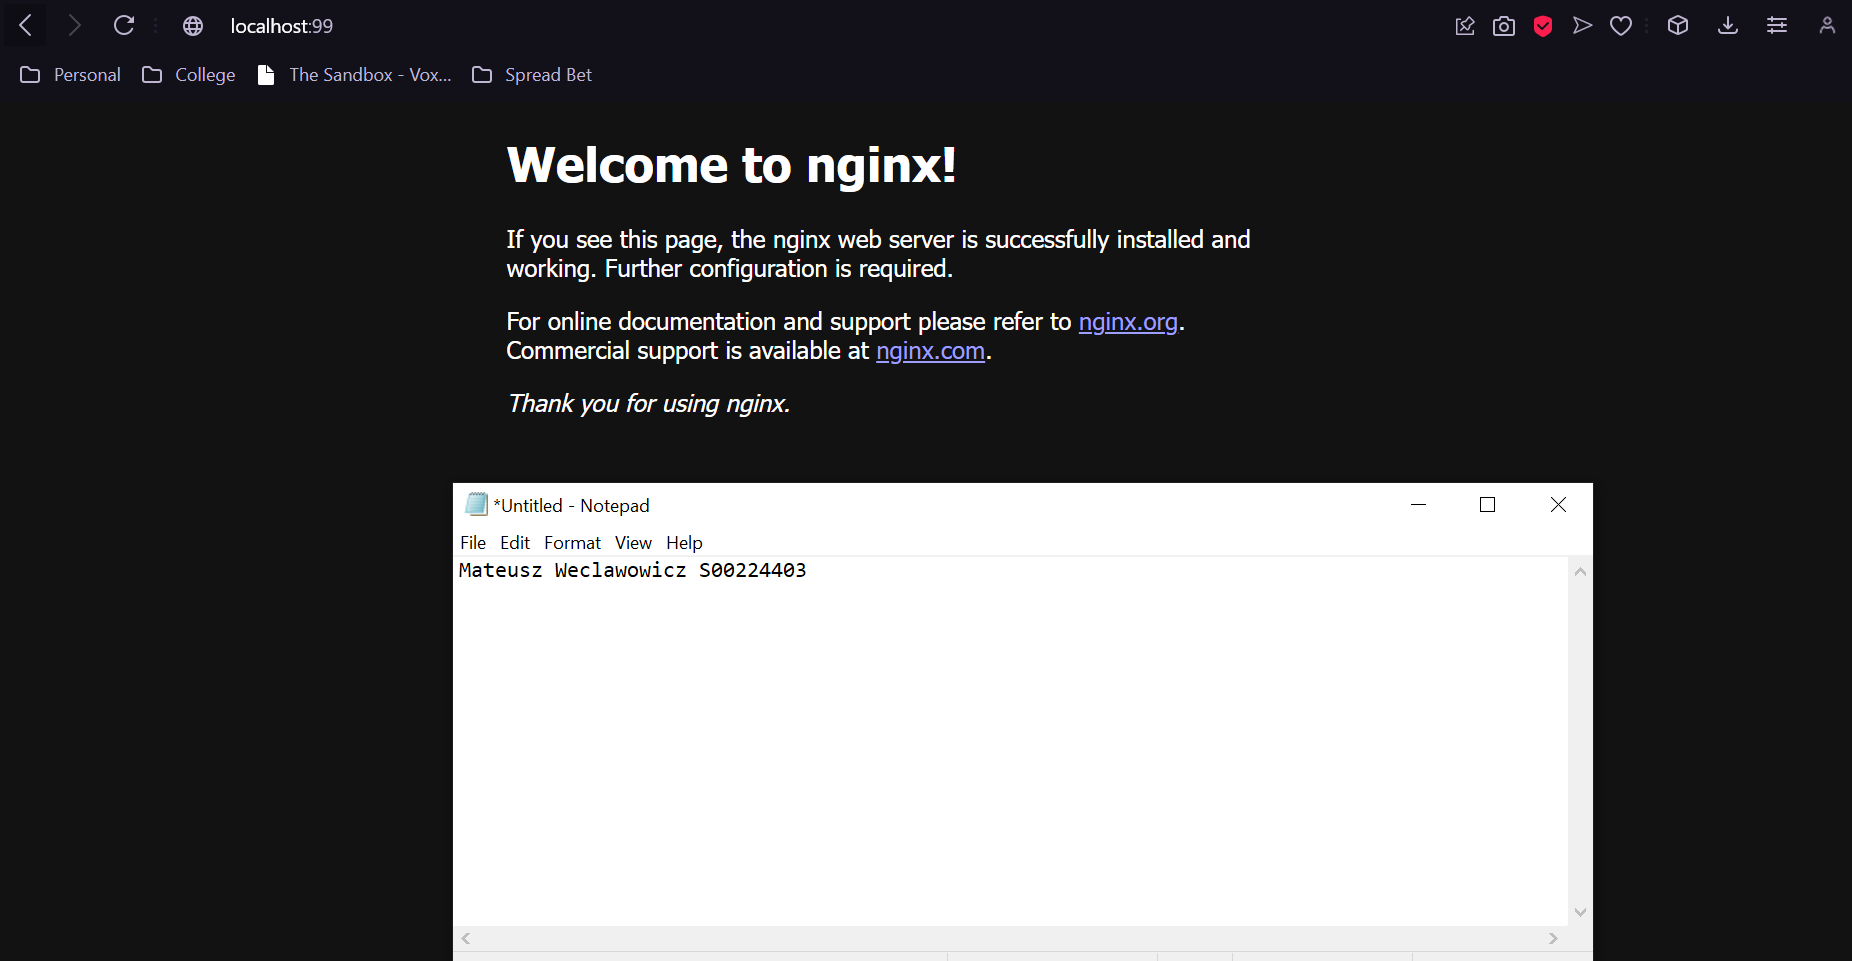 localhost:99
Personal College The Sandbox - Vox... Spread Bet
Welcome to nginx!
If you see this page, the nginx web server is successfully installed and
working. Further configuration is required.
For online documentation and support please refer to nginx.org.
Commercial support is available at nginx.com.
Thank you for using nginx.
*Untitled - Notepad
File Edit Format View Help
Mateusz Weclawowicz S00224403